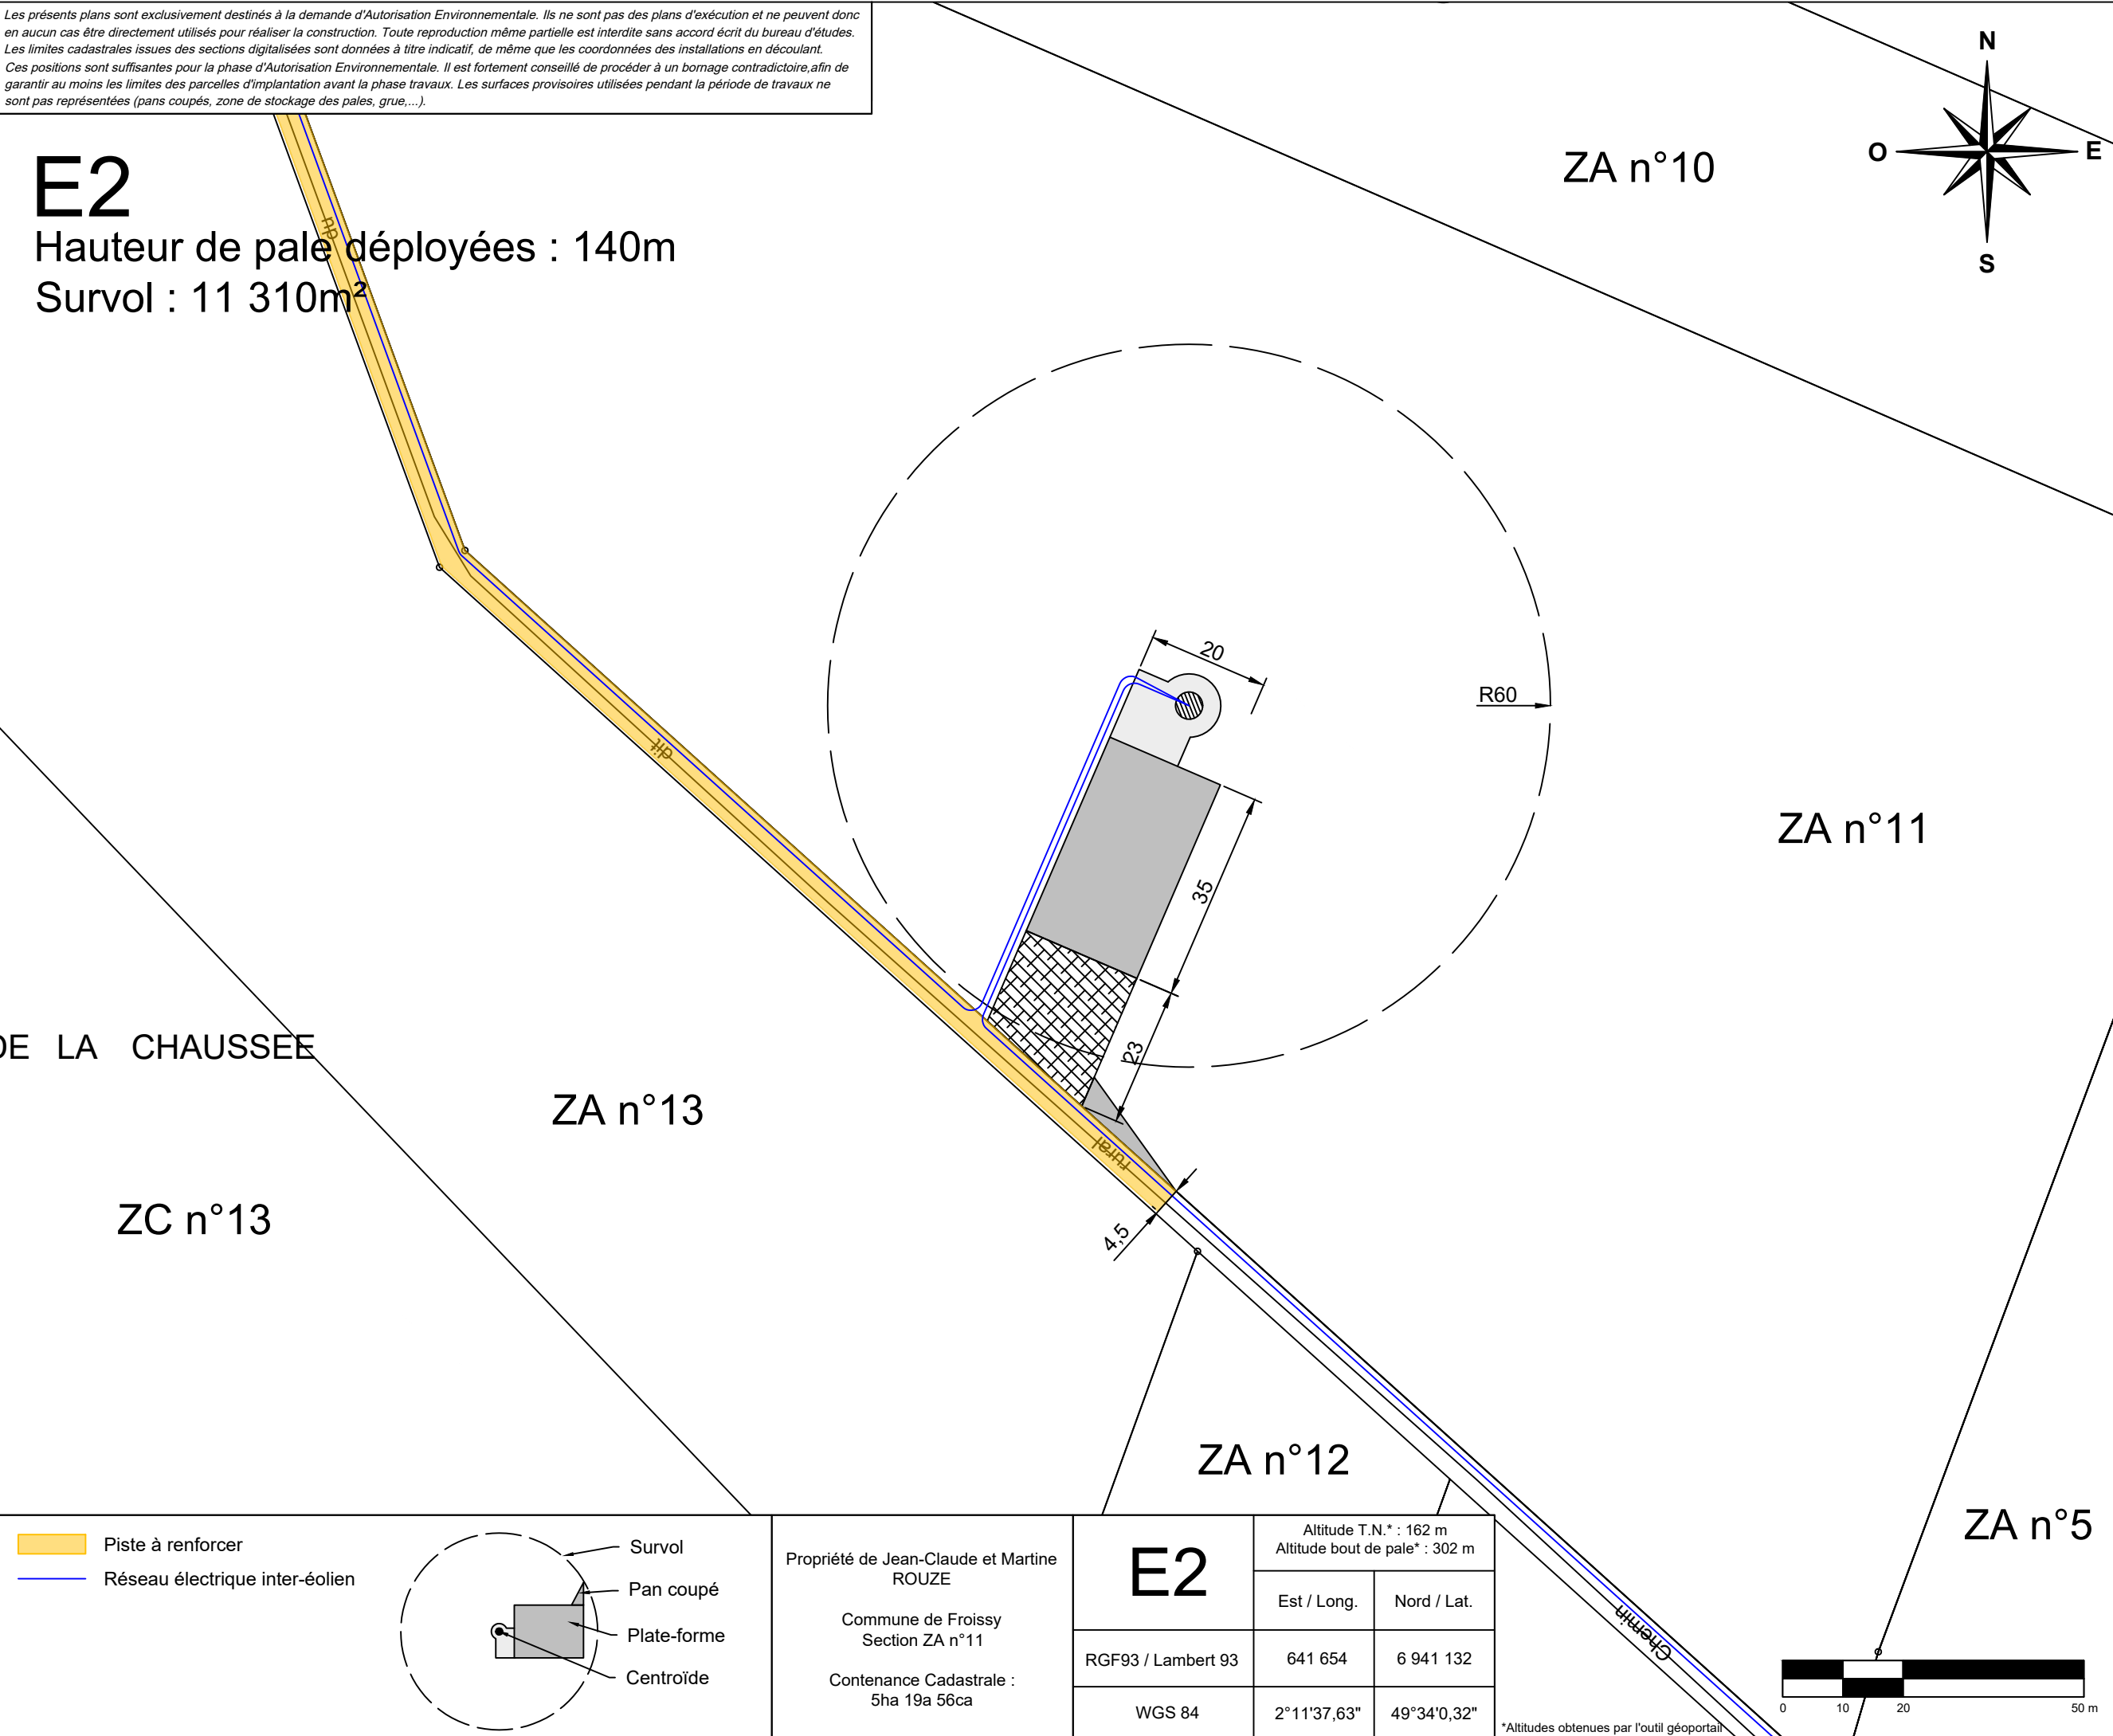 Les présents plans sont exclusivement destinés à la demande d'Autorisation Environnementale. Ils ne sont pas des plans d'exécution et ne peuvent donc
en aucun cas être directement utilisés pour réaliser la construction. Toute reproduction même partielle est interdite sans accord écrit du bureau d'études.
Les limites cadastrales issues des sections digitalisées sont données à titre indicatif, de même que les coordonnées des installations en découlant.
Ces positions sont suffisantes pour la phase d'Autorisation Environnementale. Il est fortement conseillé de procéder à un bornage contradictoire,afin de
garantir au moins les limites des parcelles d'implantation avant la phase travaux. Les surfaces provisoires utilisées pendant la période de travaux ne
sont pas représentées (pans coupés, zone de stockage des pales, grue,...).
N
O
E
S
E2
Hauteur de pale déployées : 140m
Survol : 11 310m²
ZA n°10
du
dit
20
R60
35
23
ZA n°11
DE LA CHAUSSEE
ZA n°13
rural
4,5
ZC n°13
ZA n°12
ZA n°5
Chemin
Piste à renforcer
Réseau électrique inter-éolien
Survol
Pan coupé
Plate-forme
Centroïde
Propriété de Jean-Claude et Martine
ROUZE
Commune de Froissy
Section ZA n°11
Contenance Cadastrale :
5ha 19a 56ca
E2
Altitude T.N.* : 162 m
Altitude bout de pale* : 302 m
Est / Long.
Nord / Lat.
RGF93 / Lambert 93
641 654
6 941 132
WGS 84
2°11'37,63"
49°34'0,32"
*Altitudes obtenues par l'outil géoportail
0
10
20
50 m